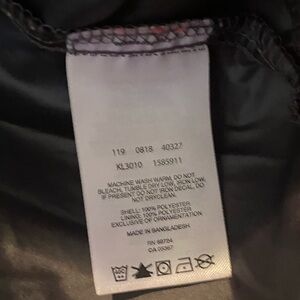 119 0818 40327
KL3010 1585911
MACHINE WASH WARM, DO NOT
BLEACH, TUMBLE DRY LOW, IRON LOW,
IF PRESENT DO NOT IRON DECAL, DO
NOT DRYCLEAN.
SHELL: 100% POLYESTER
LINING: 100% POLYESTER
EXCLUSIVE OF ORNAMENTATION
MADE IN BANGLADESH
RN 88724
CA 05367